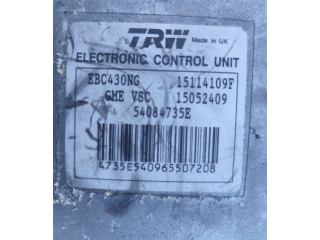 TRW Made in UK
ELECTRONIC CONTROL UNIT
EBC430NG 15114109F
GME VSC 15052409
54084735E
4735E540965507208